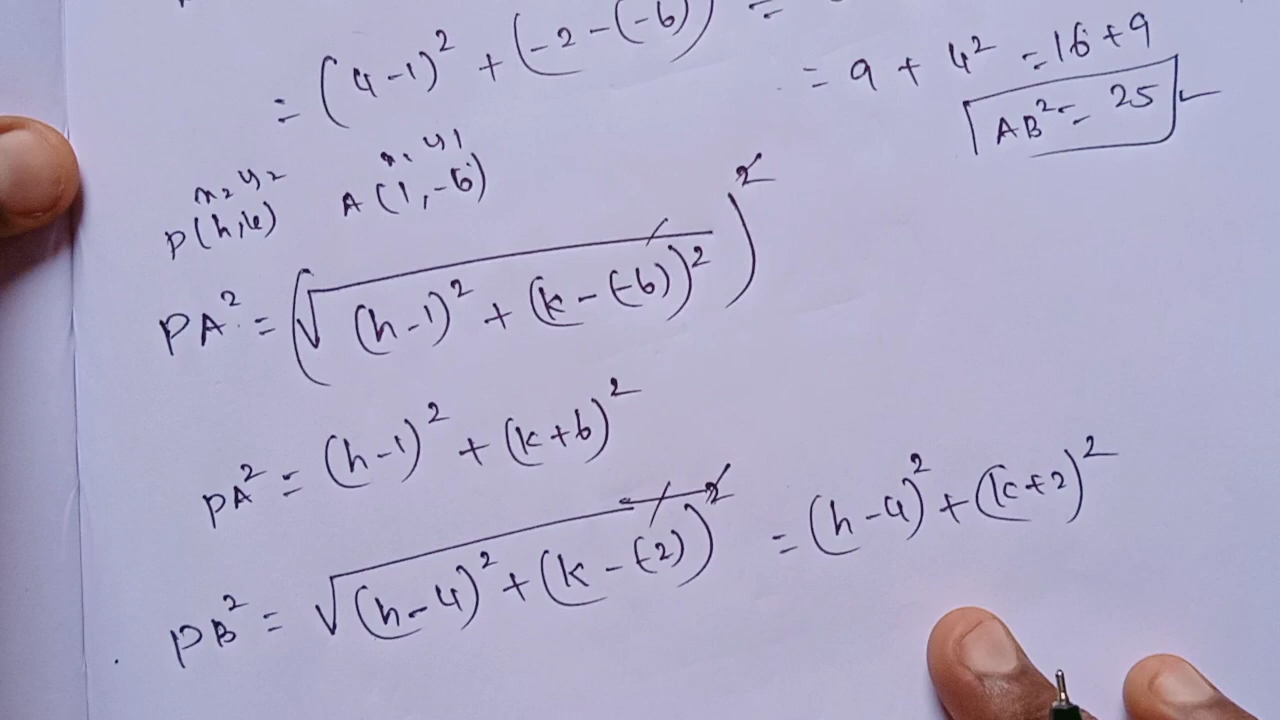 = (4-1)² + (-2-(-6)) =
= 9 + 4² = 16+9
AB² = 25
x₂ y₂ x₁ y₁
P(h,k) A(1,-6)
PA² = (√(h-1)² + (k-(-6))²)²
PA² = (h-1)² + (k+6)²
PB² = √(h-4)² + (k-(-2))² = (h-4)² + (k+2)²